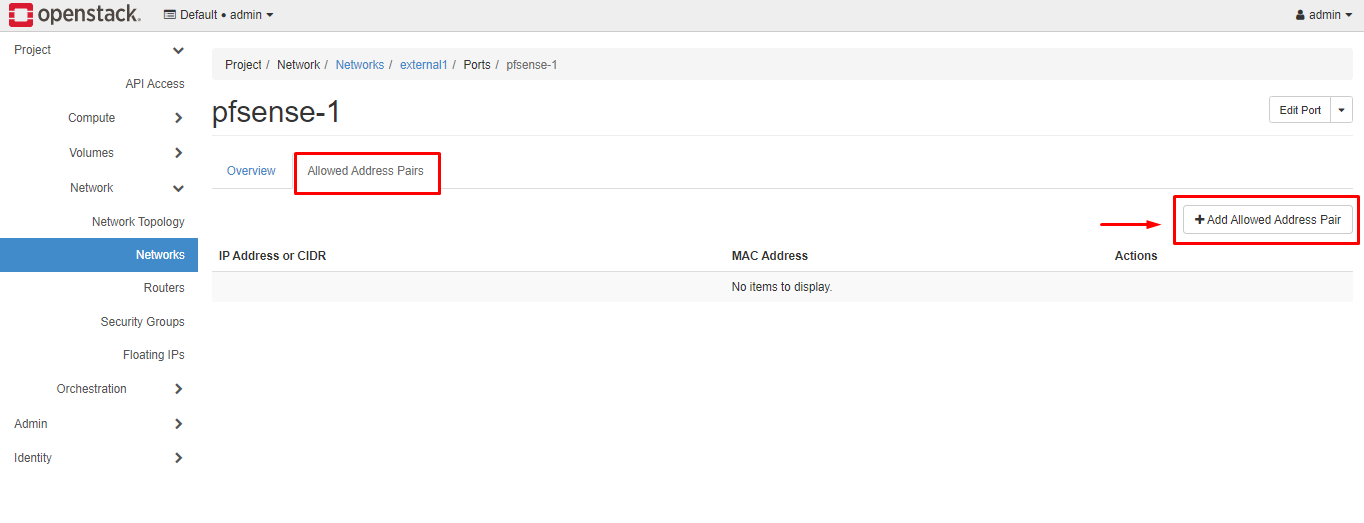 openstack. Default • admin admin
Project
API Access
Compute
Volumes
Network
Network Topology
Networks
Routers
Security Groups
Floating IPs
Orchestration
Admin
Identity
Project / Network / Networks / external1 / Ports / pfsense-1
pfsense-1
Edit Port
Overview Allowed Address Pairs
+ Add Allowed Address Pair
IP Address or CIDR MAC Address Actions
No items to display.